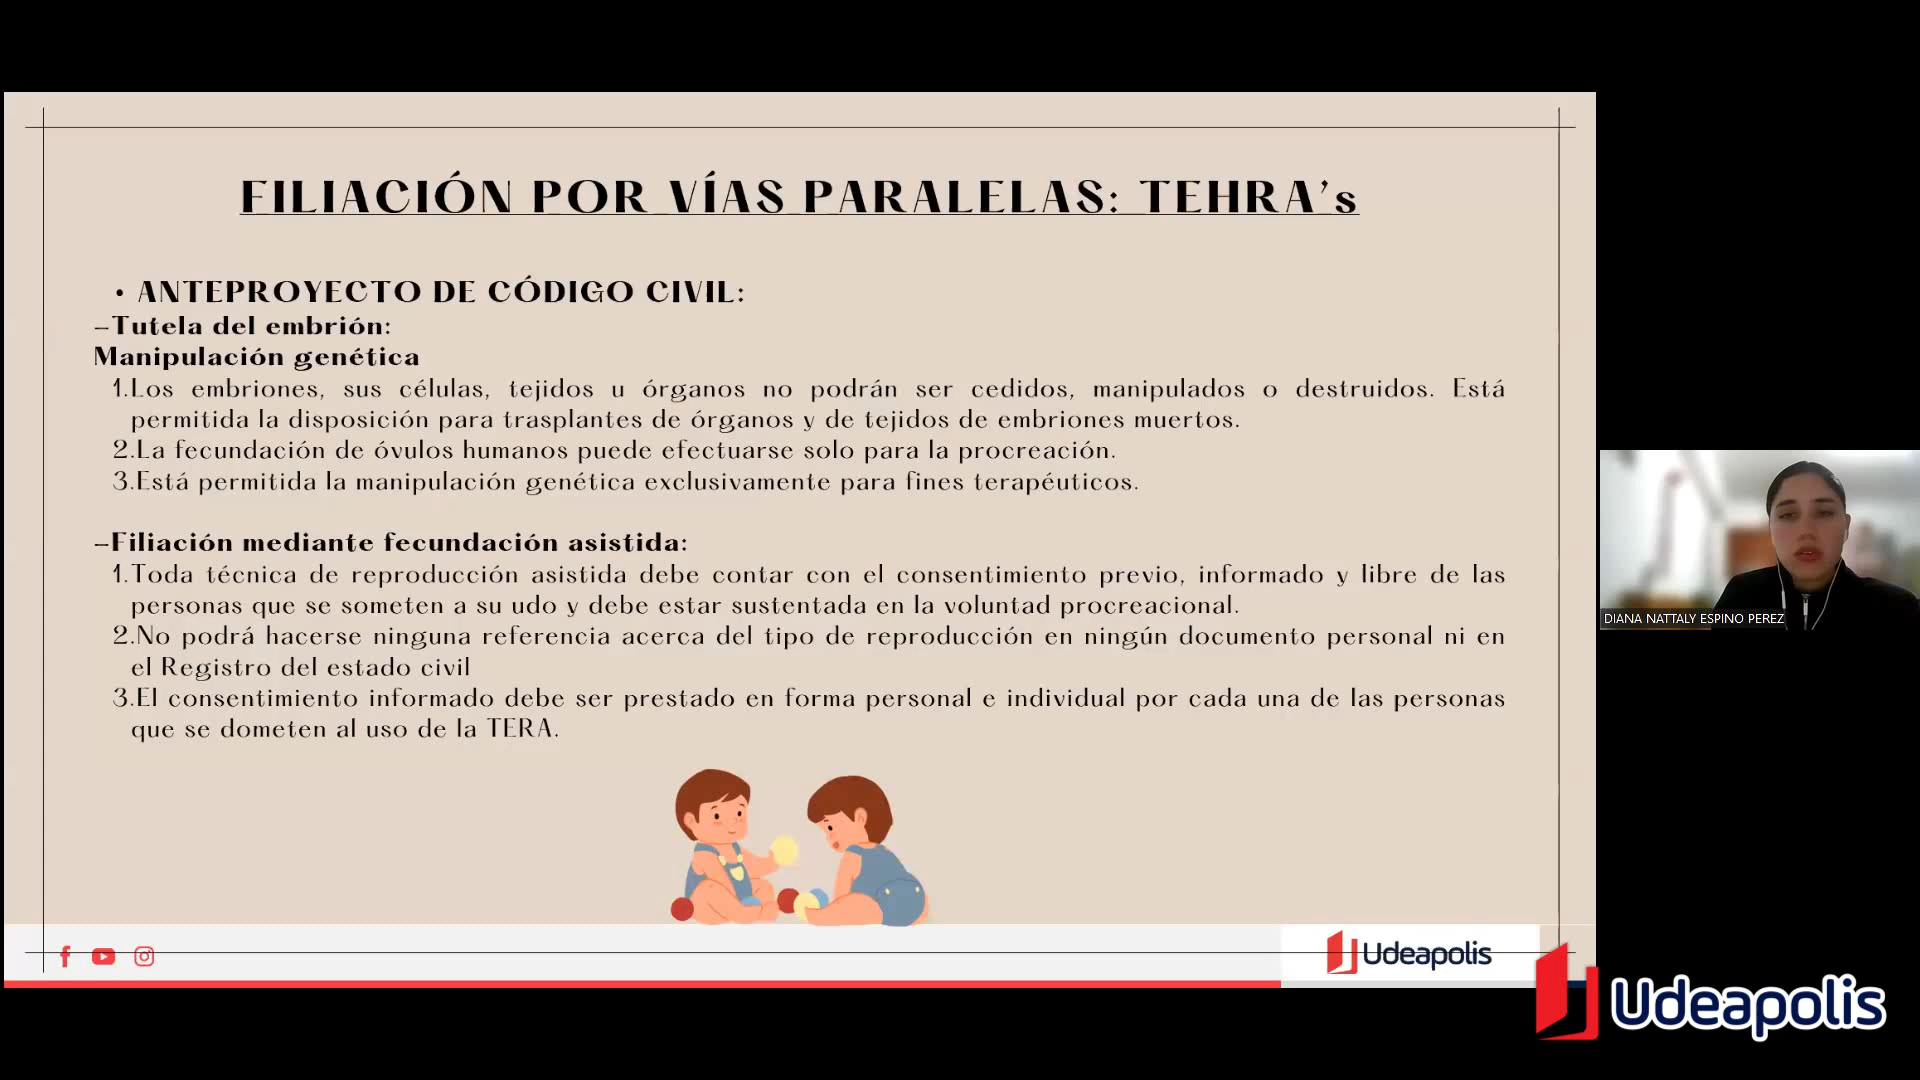 FILIACIÓN POR VÍAS PARALELAS: TEHRA's
• ANTEPROYECTO DE CÓDIGO CIVIL:
-Tutela del embrión:
Manipulación genética
1.Los embriones, sus células, tejidos u órganos no podrán ser cedidos, manipulados o destruidos. Está
permitida la disposición para trasplantes de órganos y de tejidos de embriones muertos.
2.La fecundación de óvulos humanos puede efectuarse solo para la procreación.
3.Está permitida la manipulación genética exclusivamente para fines terapéuticos.
-Filiación mediante fecundación asistida:
1.Toda técnica de reproducción asistida debe contar con el consentimiento previo, informado y libre de las
personas que se someten a su udo y debe estar sustentada en la voluntad procreacional.
2.No podrá hacerse ninguna referencia acerca del tipo de reproducción en ningún documento personal ni en
el Registro del estado civil
3.El consentimiento informado debe ser prestado en forma personal e individual por cada una de las personas
que se dometen al uso de la TERA.
DIANA NATTALY ESPINO PEREZ
Udeapolis
Udeapolis